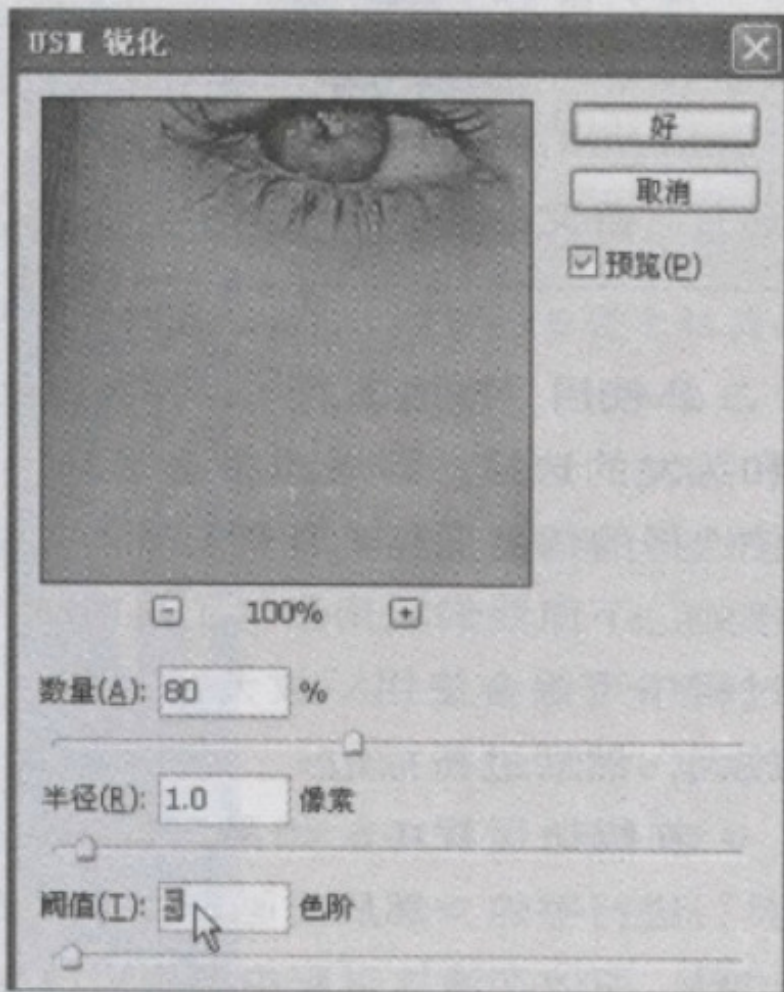 USM 锐化
好
取消
预览(P)
100%
数量(A): 80 %
半径(R): 1.0 像素
阈值(T): 3 色阶